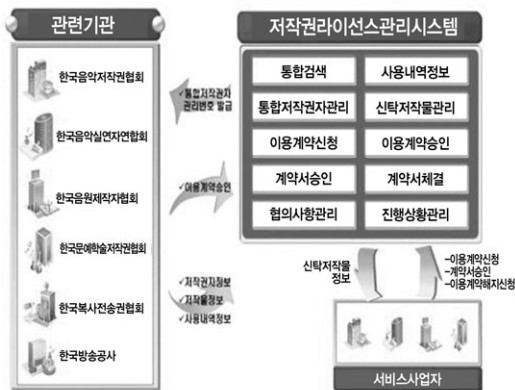 관련기관
한국음악저작권협회
한국음악실연자연합회
한국음원제작자협회
한국문예학술저작권협회
한국복사전송권협회
한국방송공사
✓통합저작권자
관리번호 발급
✓이용계약승인
✓저작권자정보
✓저작물정보
✓사용내역정보
저작권라이선스관리시스템
통합검색
사용내역정보
통합저작권자관리
신탁저작물관리
이용계약신청
이용계약승인
계약서승인
계약서체결
협의사항관리
진행상황관리
신탁저작물
정보
-이용계약신청
-계약서승인
-이용계약해지신청
서비스사업자